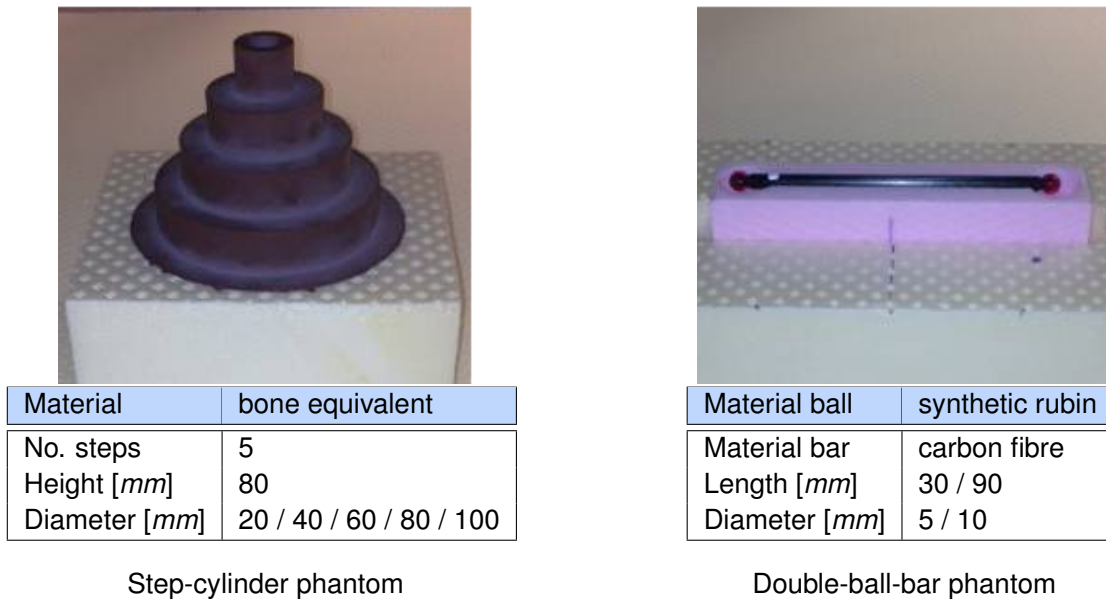 Material bone equivalent
No. steps 5
Height [mm] 80
Diameter [mm] 20 / 40 / 60 / 80 / 100
Step-cylinder phantom
Material ball synthetic rubin
Material bar carbon fibre
Length [mm] 30 / 90
Diameter [mm] 5 / 10
Double-ball-bar phantom